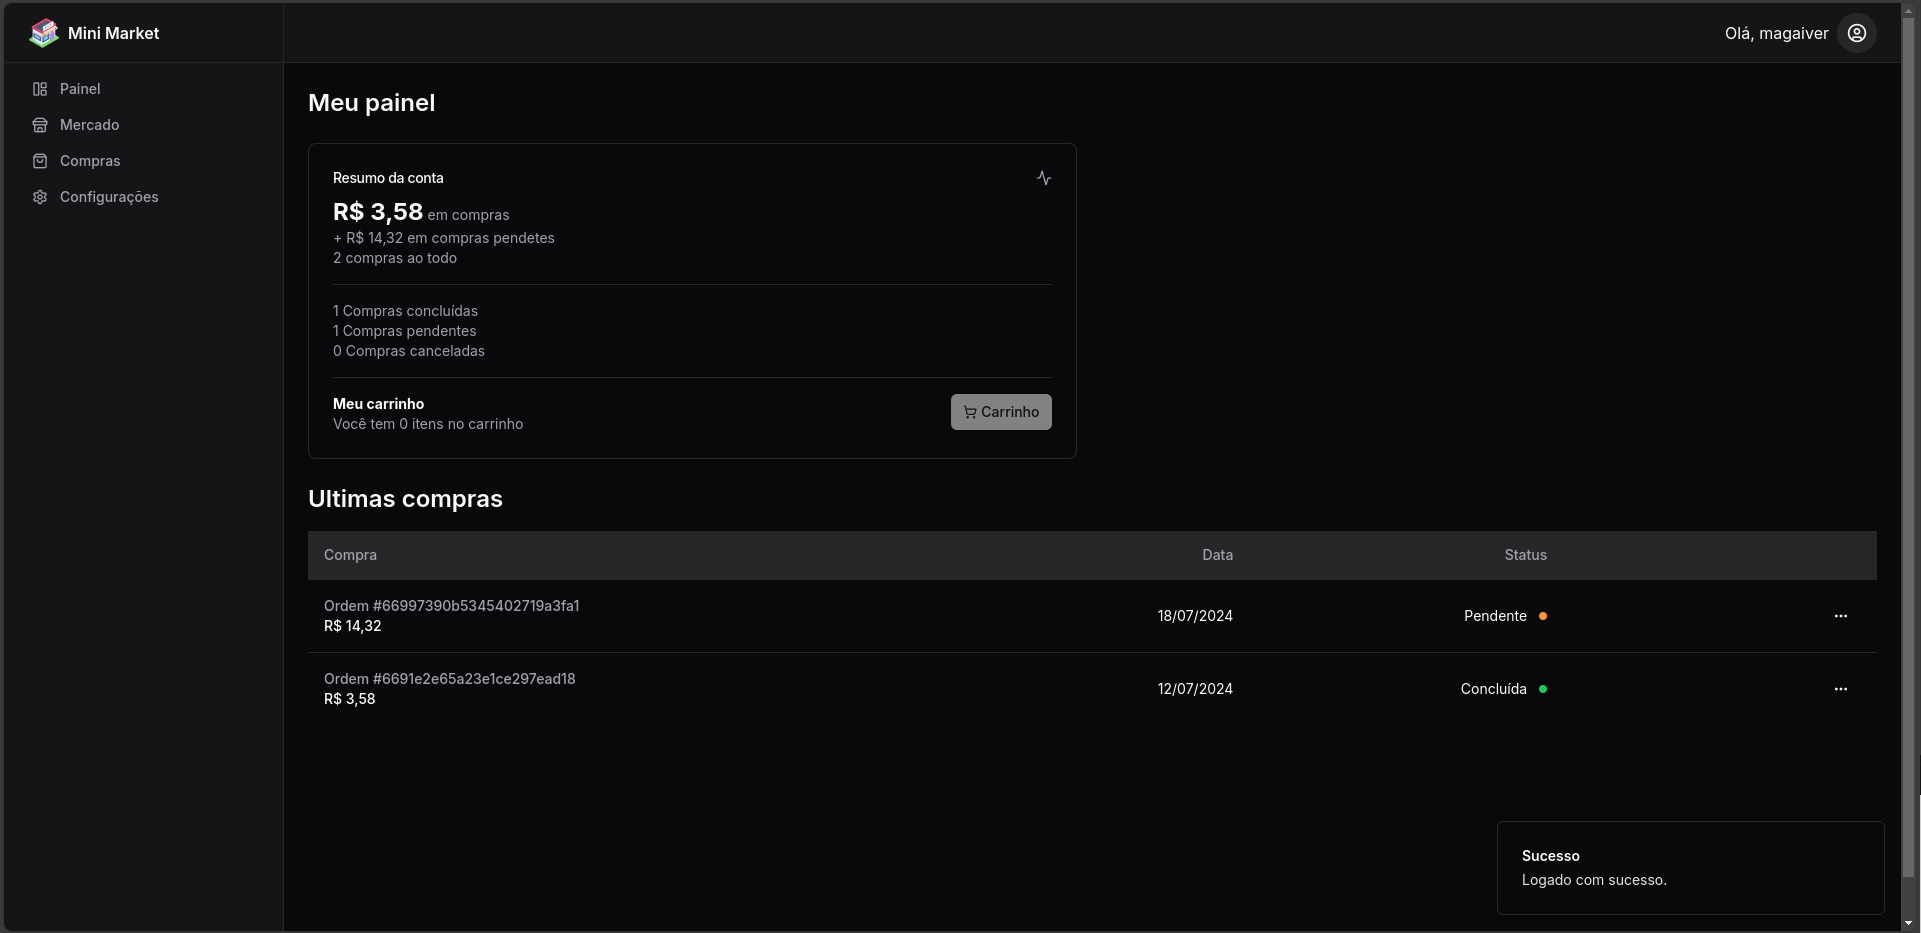 Mini Market
Olá, magaiver
Painel
Mercado
Compras
Configurações
Meu painel
Resumo da conta
R$ 3,58 em compras
+ R$ 14,32 em compras pendetes
2 compras ao todo
1 Compras concluídas
1 Compras pendentes
0 Compras canceladas
Meu carrinho
Você tem 0 itens no carrinho
Carrinho
Ultimas compras
Compra Data Status
Ordem #66997390b5345402719a3fa1
R$ 14,32
18/07/2024 Pendente
Ordem #6691e2e65a23e1ce297ead18
R$ 3,58
12/07/2024 Concluída
Sucesso
Logado com sucesso.